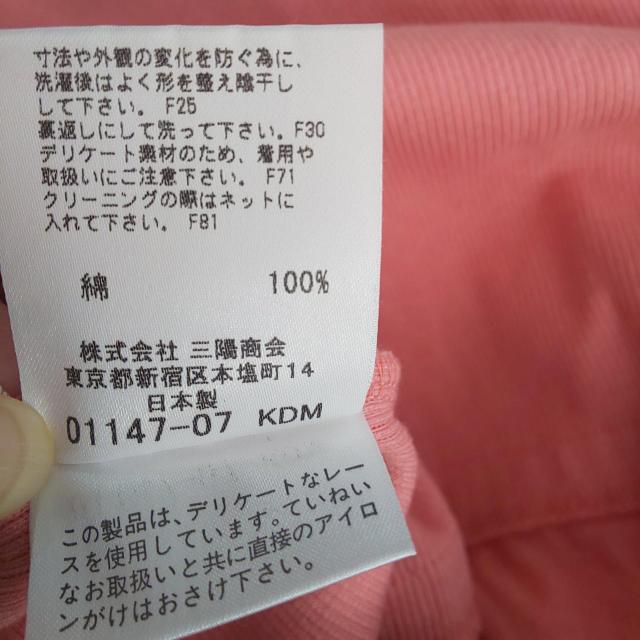 寸法や外観の変化を防ぐ為に、
洗濯後はよく形を整え陰干し
して下さい。 F25
裏返しにして洗って下さい。F30
デリケート素材のため、着用や
取扱いにご注意下さい。 F71
クリーニングの際はネットに
入れて下さい。 F81
綿 100%
株式会社 三陽商会
東京都新宿区本塩町14
日本製
01147-07 KDM
この製品は、デリケートなレー
スを使用しています。ていねい
なお取扱いと共に直接のアイロ
ンがけはおさけ下さい。